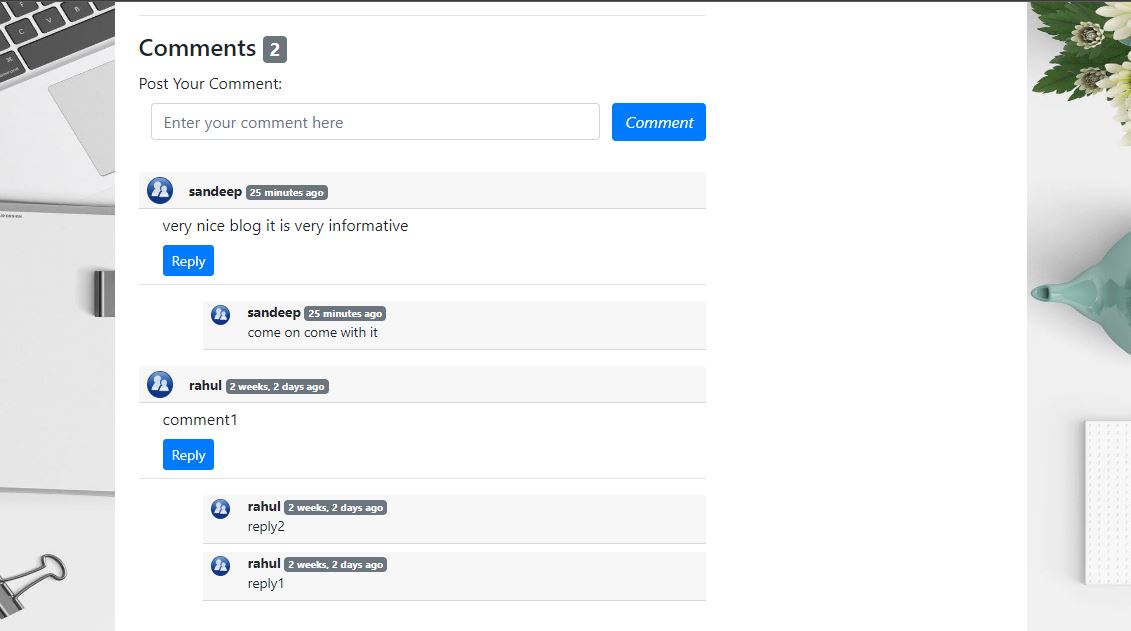 Comments 2
Post Your Comment:
Enter your comment here
Comment
sandeep 25 minutes ago
very nice blog it is very informative
Reply
sandeep 25 minutes ago
come on come with it
rahul 2 weeks, 2 days ago
comment1
Reply
rahul 2 weeks, 2 days ago
reply2
rahul 2 weeks, 2 days ago
reply1